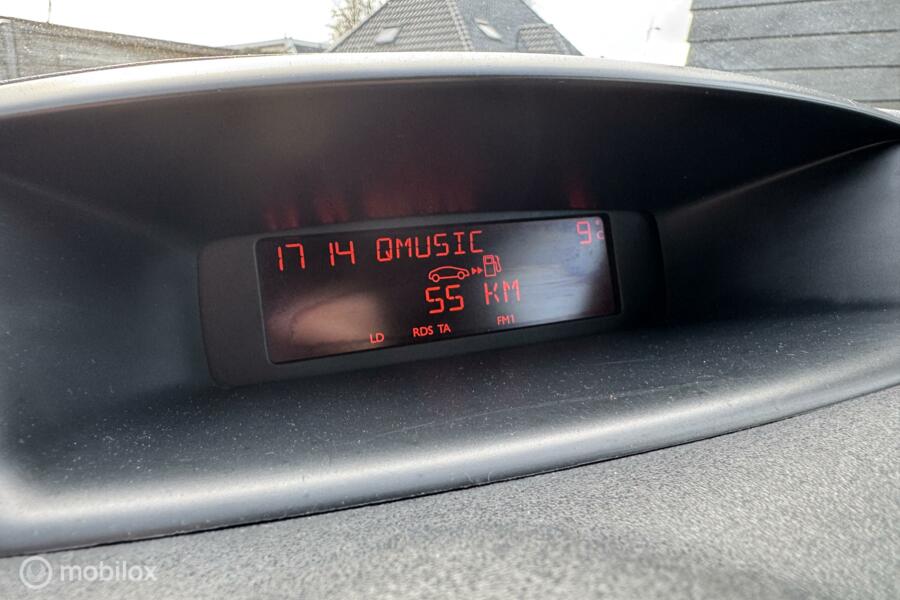 17 14 QMUSIC 9°C
55 KM
LD RDS TA FM1
mobilox